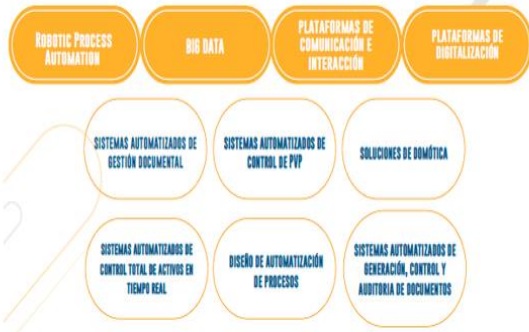 ROBOTIC PROCESS
AUTOMATION
BIG DATA
PLATAFORMAS DE
COMUNICACIÓN E
INTERACCIÓN
PLATAFORMAS DE
DIGITALIZACIÓN
SISTEMAS AUTOMATIZADOS DE
GESTIÓN DOCUMENTAL
SISTEMAS AUTOMATIZADOS DE
CONTROL DE PVP
SOLUCIONES DE DOMÓTICA
SISTEMAS AUTOMATIZADOS DE
CONTROL TOTAL DE ACTIVOS EN
TIEMPO REAL
DISEÑO DE AUTOMATIZACIÓN
DE PROCESOS
SISTEMAS AUTOMATIZADOS DE
GENERACIÓN, CONTROL Y
AUDITORIA DE DOCUMENTOS